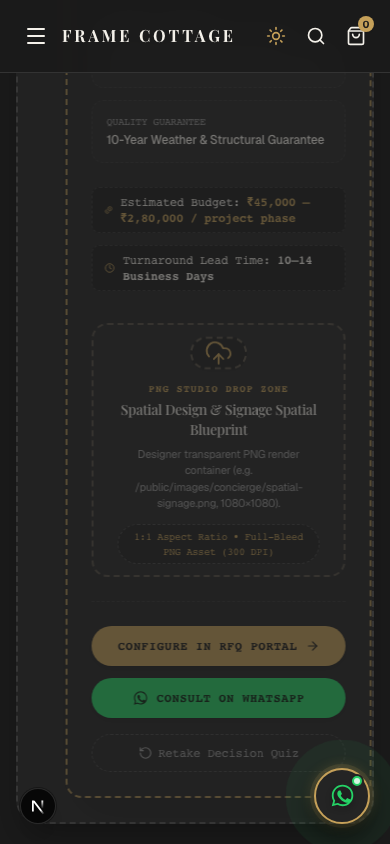 FRAME COTTAGE
0
QUALITY GUARANTEE
10-Year Weather & Structural Guarantee
Estimated Budget: ₹45,000 –
₹2,80,000 / project phase
Turnaround Lead Time: 10–14
Business Days
PNG STUDIO DROP ZONE
Spatial Design & Signage Spatial
Blueprint
Designer transparent PNG render
container (e.g.
/public/images/concierge/spatial-
signage.png, 1080×1080).
1:1 Aspect Ratio • Full-Bleed
PNG Asset (300 DPI)
CONFIGURE IN RFQ PORTAL →
CONSULT ON WHATSAPP
Retake Decision Quiz
N